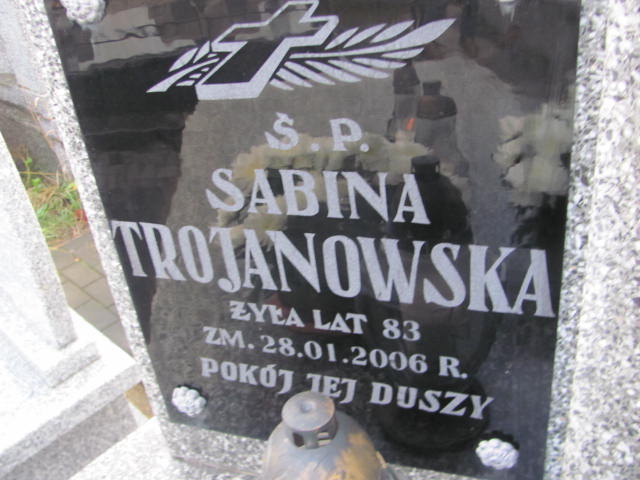 Ś.P.
SABINA
TROJANOWSKA
ŻYŁA LAT 83
ZM. 28.01.2006 R.
POKÓJ JEJ DUSZY